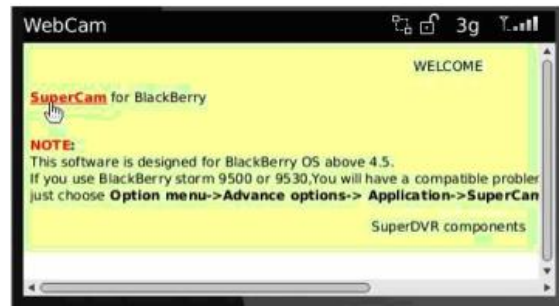 WebCam 3g
WELCOME
SuperCam for BlackBerry
NOTE:
This software is designed for BlackBerry OS above 4.5.
If you use BlackBerry storm 9500 or 9530,You will have a compatible probler
just choose Option menu->Advance options-> Application->SuperCan
SuperDVR components